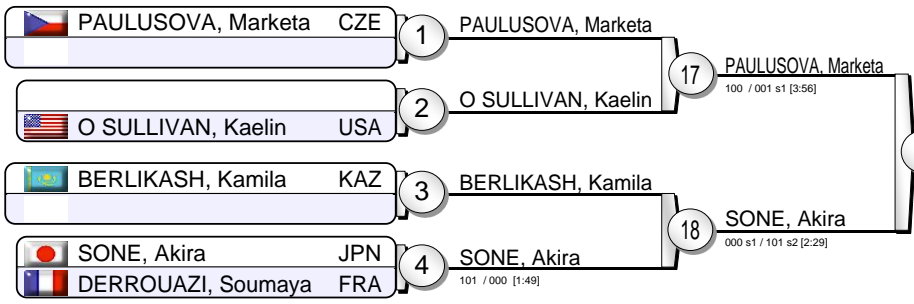 PAULUSOVA, Marketa CZE
1
PAULUSOVA, Marketa
17
PAULUSOVA, Marketa
100 / 001 s1 [3:56]
2
O SULLIVAN, Kaelin
O SULLIVAN, Kaelin USA
BERLIKASH, Kamila KAZ
3
BERLIKASH, Kamila
18
SONE, Akira
000 s1 / 101 s2 [2:29]
SONE, Akira JPN
4
SONE, Akira
101 / 000 [1:49]
DERROUAZI, Soumaya FRA